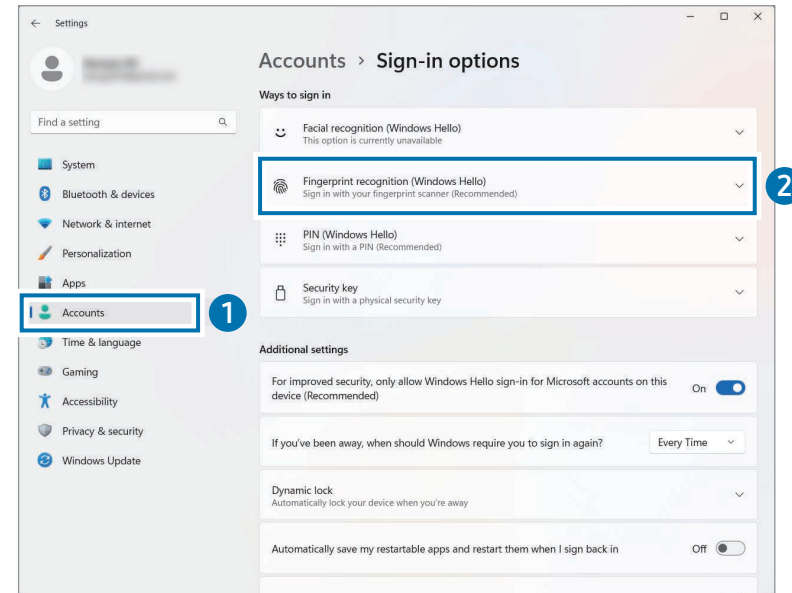 Settings
Accounts > Sign-in options
Ways to sign in
Find a setting
Facial recognition (Windows Hello)
This option is currently unavailable
System
Fingerprint recognition (Windows Hello)
Sign in with your fingerprint scanner (Recommended)
2
Bluetooth & devices
Network & internet
PIN (Windows Hello)
Sign in with a PIN (Recommended)
Personalization
Apps
Security key
Sign in with a physical security key
Accounts
1
Time & language
Additional settings
Gaming
For improved security, only allow Windows Hello sign-in for Microsoft accounts on this
device (Recommended)
On
Accessibility
Privacy & security
If you've been away, when should Windows require you to sign in again?
Every Time
Windows Update
Dynamic lock
Automatically lock your device when you're away
Automatically save my restartable apps and restart them when I sign back in
Off